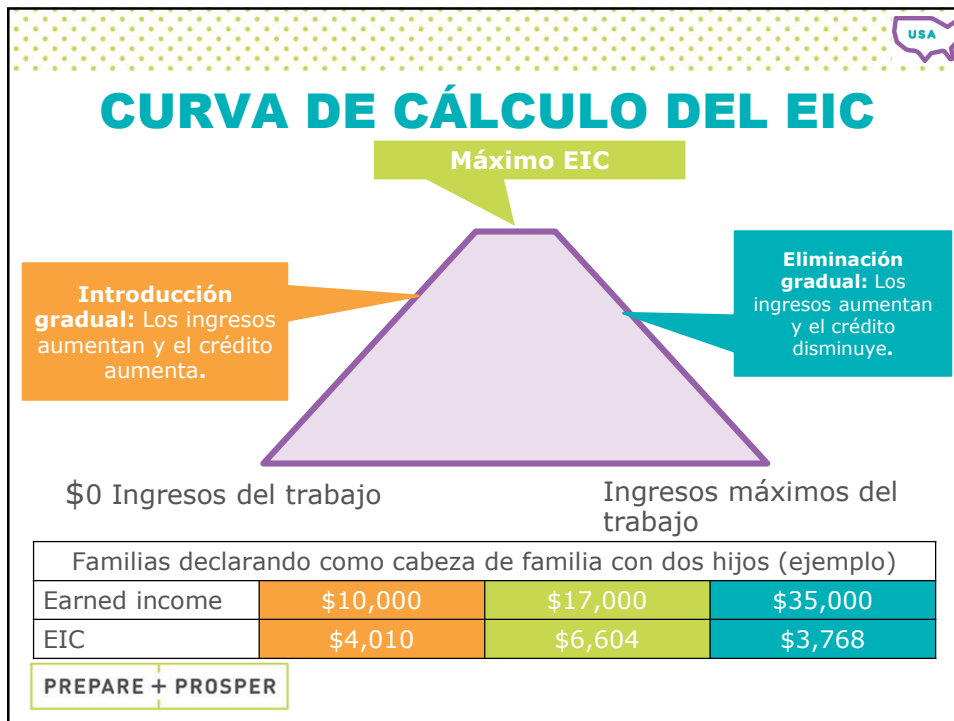 USA
CURVA DE CÁLCULO DEL EIC
Máximo EIC
Introducción
gradual: Los ingresos
aumentan y el crédito
aumenta.
Eliminación
gradual: Los
ingresos aumentan
y el crédito
disminuye.
$0 Ingresos del trabajo
Ingresos máximos del
trabajo
Familias declarando como cabeza de familia con dos hijos (ejemplo)
Earned income $10,000 $17,000 $35,000
EIC $4,010 $6,604 $3,768
PREPARE + PROSPER